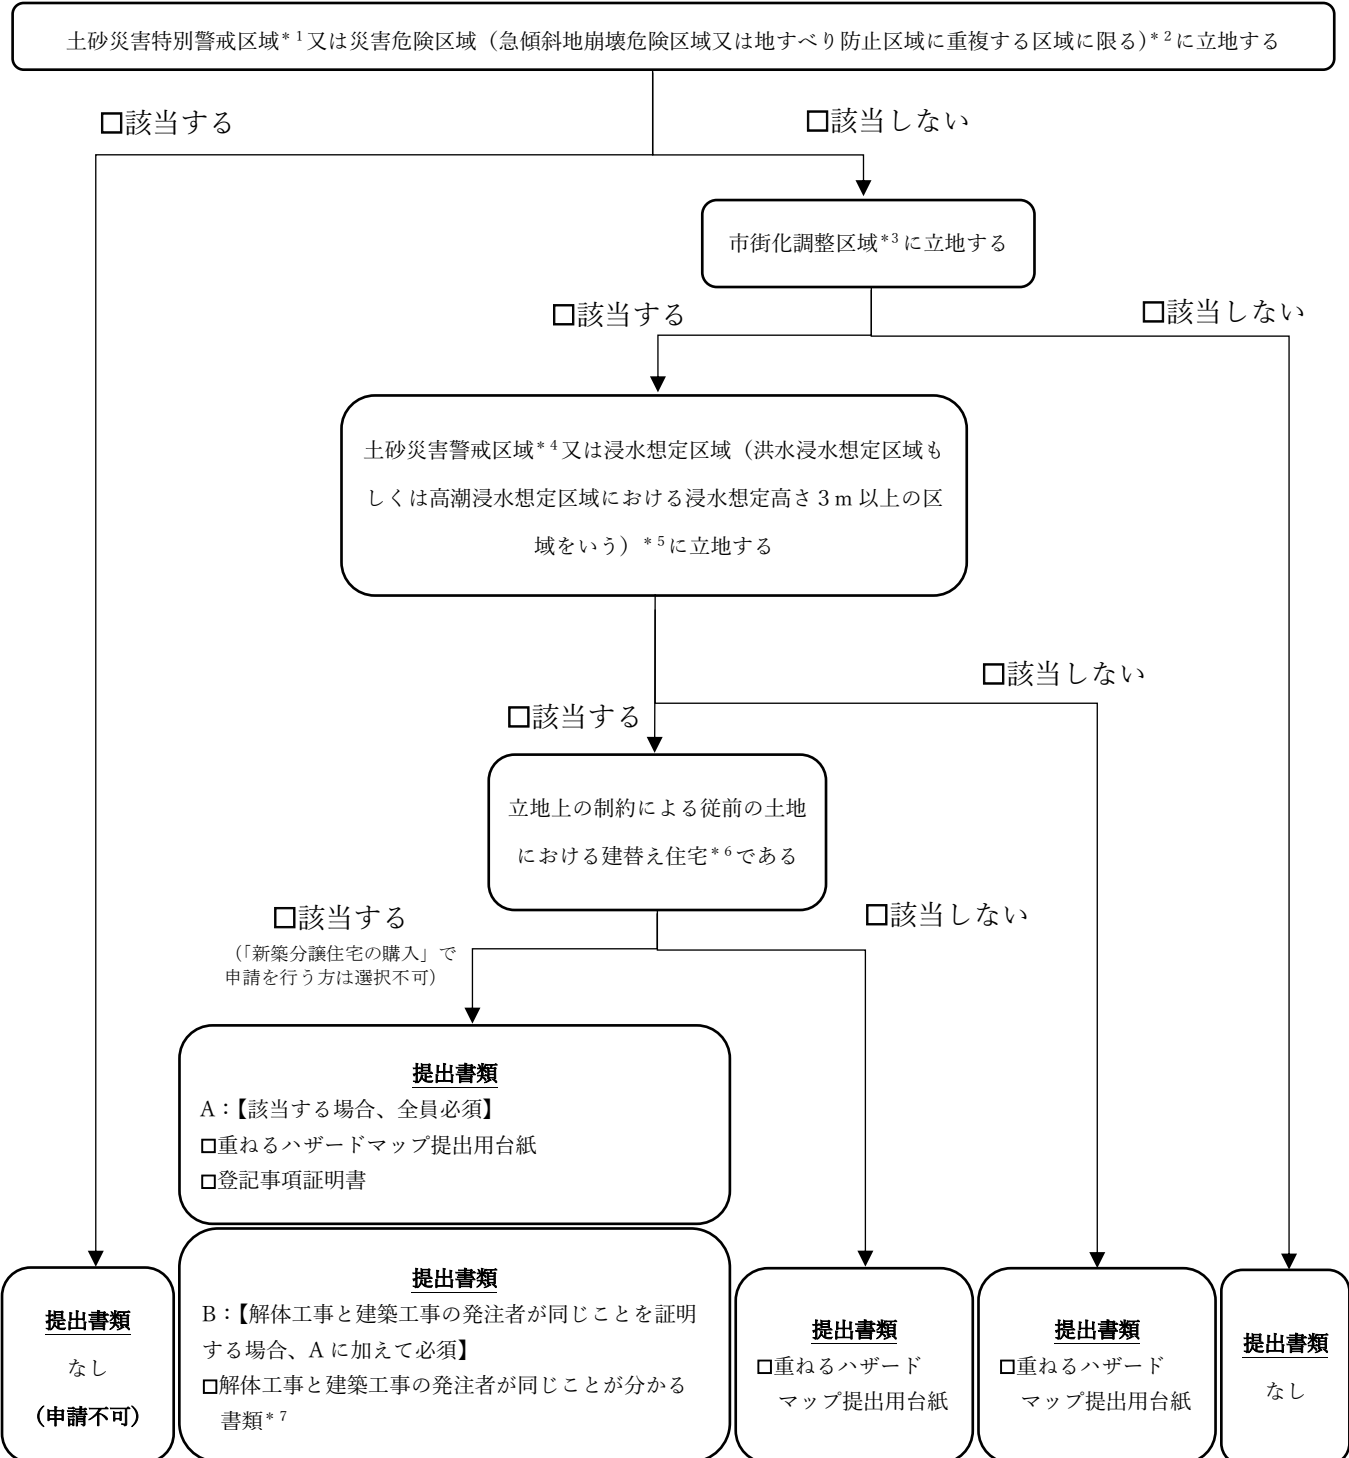 土砂災害特別警戒区域*1又は災害危険区域（急傾斜地崩壊危険区域又は地すべり防止区域に重複する区域に限る）*2に立地する
□該当する
□該当しない
市街化調整区域*3に立地する
□該当する
□該当しない
土砂災害警戒区域*4又は浸水想定区域（洪水浸水想定区域も
しくは高潮浸水想定区域における浸水想定高さ3m以上の区
域をいう）*5に立地する
□該当しない
□該当する
立地上の制約による従前の土地
における建替え住宅*6である
□該当する
（「新築分譲住宅の購入」で
申請を行う方は選択不可）
□該当しない
提出書類
A：【該当する場合、全員必須】
□重ねるハザードマップ提出用台紙
□登記事項証明書
提出書類
B：【解体工事と建築工事の発注者が同じことを証明
する場合、Aに加えて必須】
□解体工事と建築工事の発注者が同じことが分かる
書類*7
提出書類
なし
（申請不可）
提出書類
□重ねるハザード
マップ提出用台紙
提出書類
□重ねるハザード
マップ提出用台紙
提出書類
なし